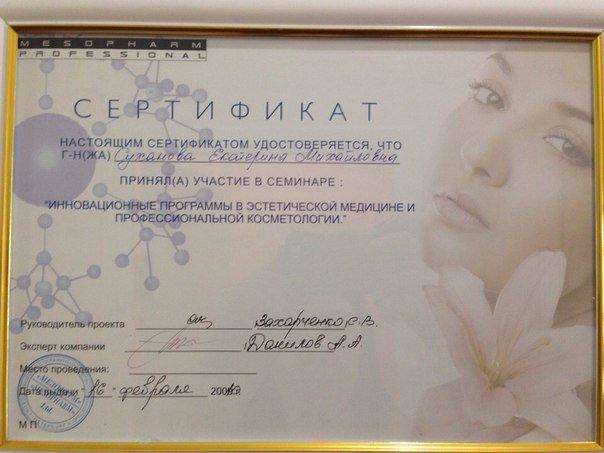 MESOPHARM
PROFESSIONAL
СЕРТИФИКАТ
НАСТОЯЩИМ СЕРТИФИКАТОМ УДОСТОВЕРЯЕТСЯ, ЧТО
Г-Н(ЖА) Суханова Екатерина Михайловна
ПРИНЯЛ(А) УЧАСТИЕ В СЕМИНАРЕ :
"ИННОВАЦИОННЫЕ ПРОГРАММЫ В ЭСТЕТИЧЕСКОЙ МЕДИЦИНЕ И
ПРОФЕССИОНАЛЬНОЙ КОСМЕТОЛОГИИ."
Руководитель проекта Захарченко С.В.
Эксперт компании Данилов А.А.
Место проведения:
Дата выдачи "16" февраля
М П